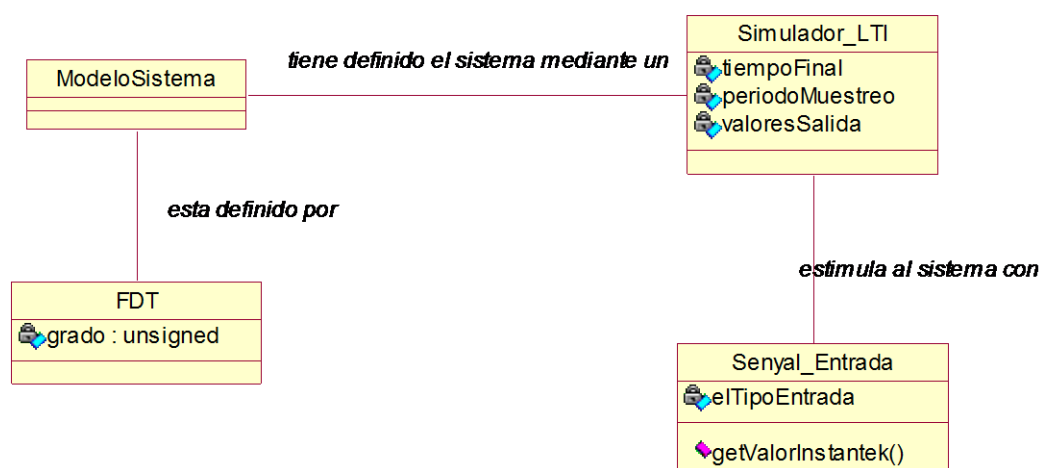 Simulador_LTI
tiene definido el sistema mediante un
ModeloSistema
tiempoFinal
periodoMuestreo
valoresSalida
esta definido por
estimula al sistema con
FDT
grado : unsigned
Senyal_Entrada
elTipoEntrada
getValorInstantek()